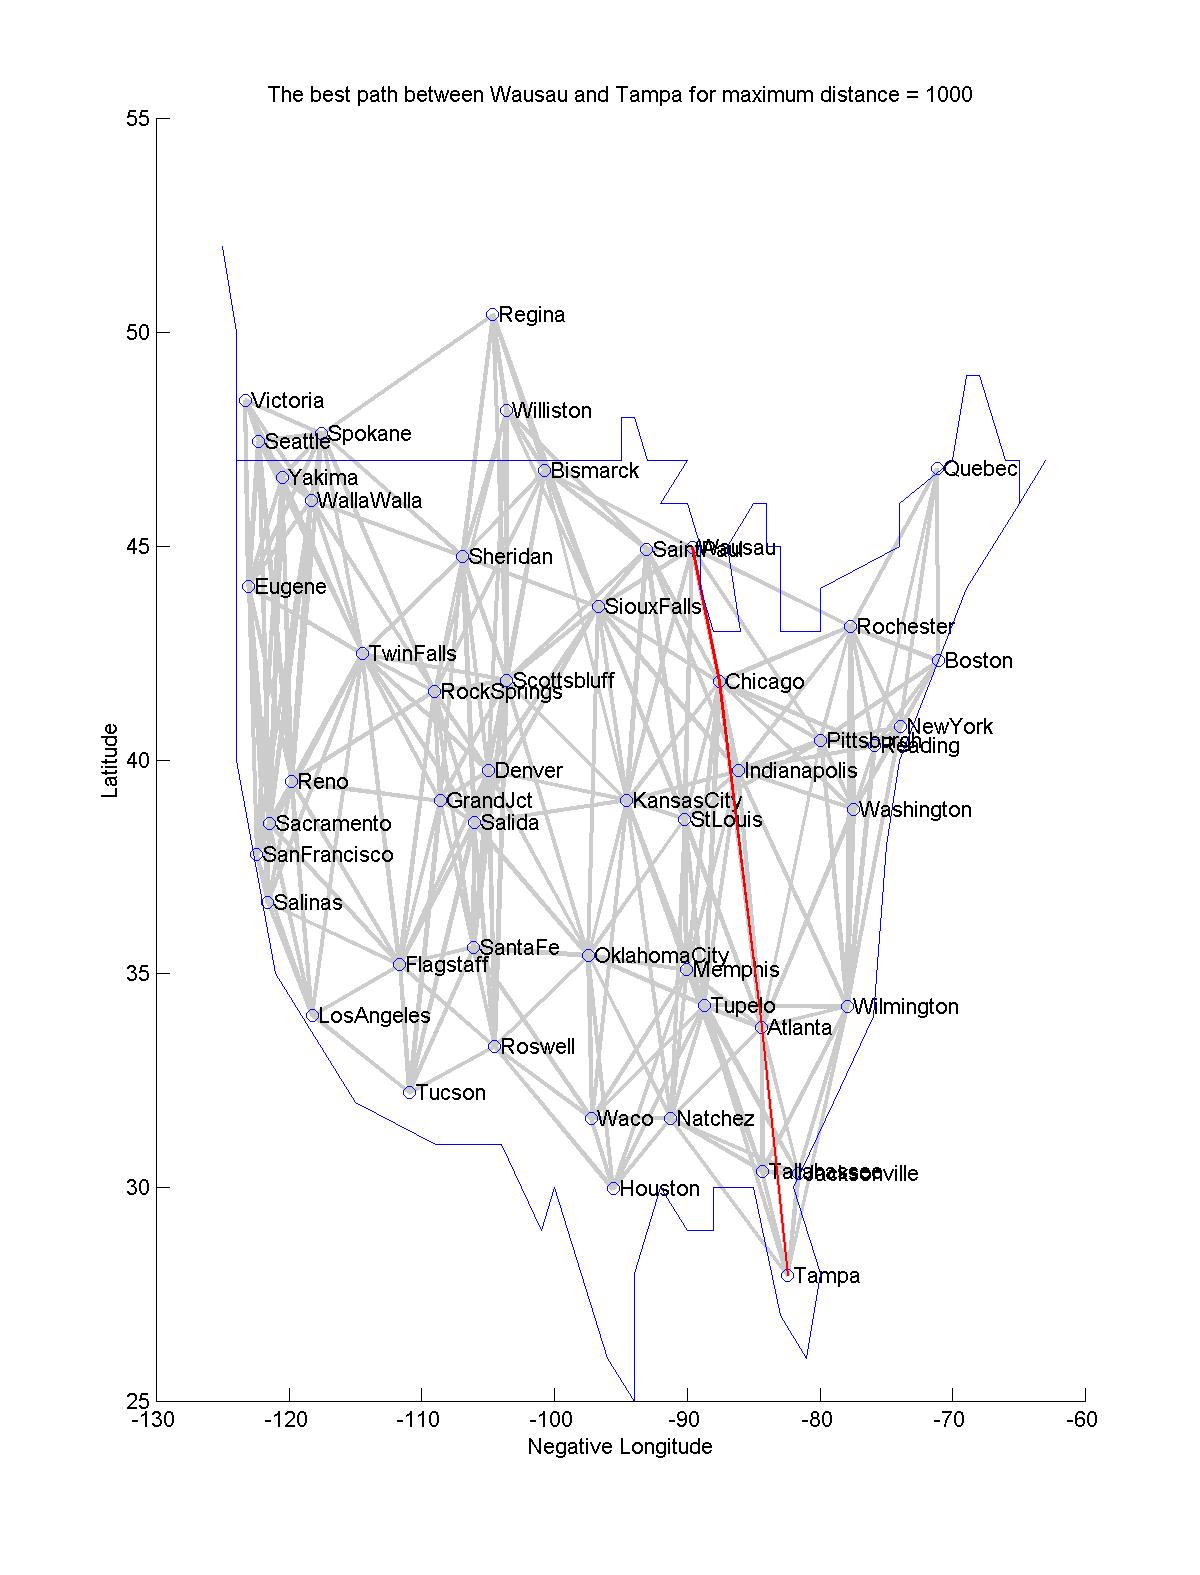 The best path between Wausau and Tampa for maximum distance = 1000
55
50
45
40
35
30
25
Latitude
Regina
Victoria
Williston
Spokane
Seattle
Bismarck
Quebec
Yakima
WallaWalla
SaintPaul
Wausau
Sheridan
Eugene
SiouxFalls
Rochester
TwinFalls
Boston
Scottsbluff
Chicago
RockSprings
NewYork
Pittsburgh
Reading
Denver
Indianapolis
Reno
GrandJct
KansasCity
Washington
StLouis
Sacramento
Salida
SanFrancisco
Salinas
SantaFe
OklahomaCity
Flagstaff
Memphis
Tupelo
Wilmington
LosAngeles
Atlanta
Roswell
Tucson
Waco
Natchez
Tallahassee
Jacksonville
Houston
Tampa
-130 -120 -110 -100 -90 -80 -70 -60
Negative Longitude